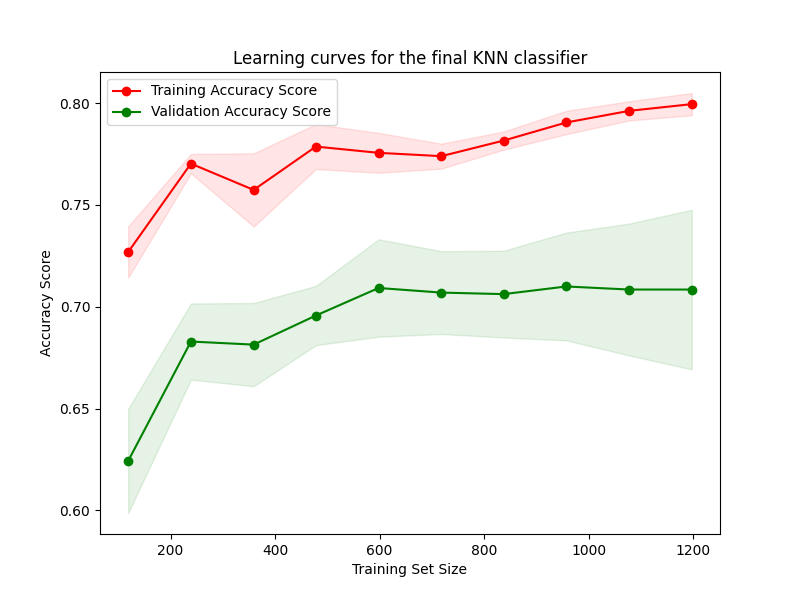 Learning curves for the final KNN classifier
Training Accuracy Score
Validation Accuracy Score
0.80
0.75
0.70
0.65
0.60
Accuracy Score
200 400 600 800 1000 1200
Training Set Size